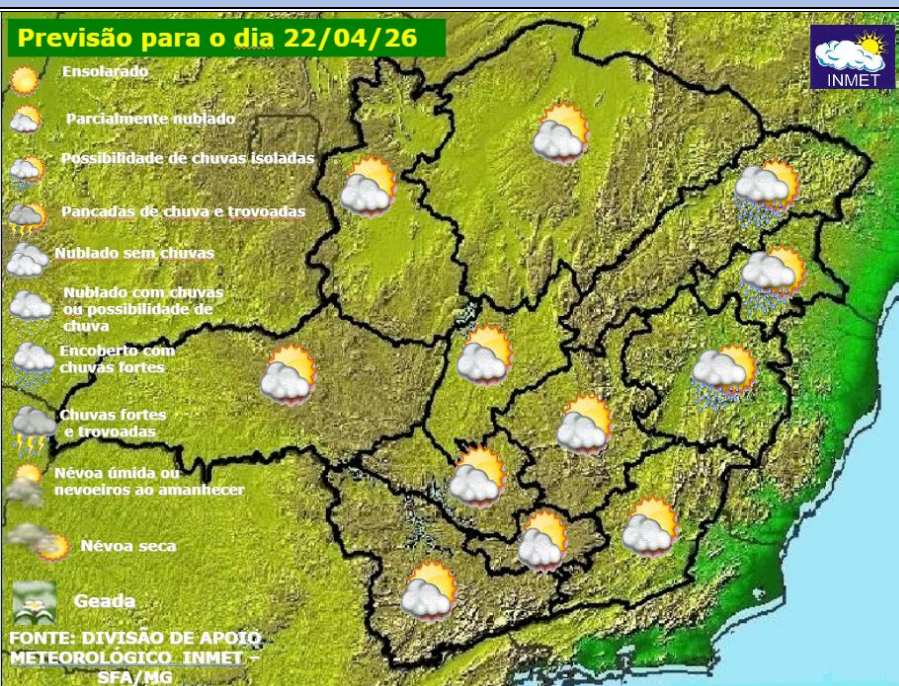 Previsão para o dia 22/04/26
INMET
Ensolarado
Parcialmente nublado
Possibilidade de chuvas isoladas
Pancadas de chuva e trovoadas
Nublado sem chuvas
Nublado com chuvas
ou possibilidade de
chuva
Encoberto com
chuvas fortes
Chuvas fortes
e trovoadas
Névoa úmida ou
nevoeiros ao amanhecer
Névoa seca
Geada
FONTE: DIVISÃO DE APOIO
METEOROLÓGICO INMET –
SFA/MG